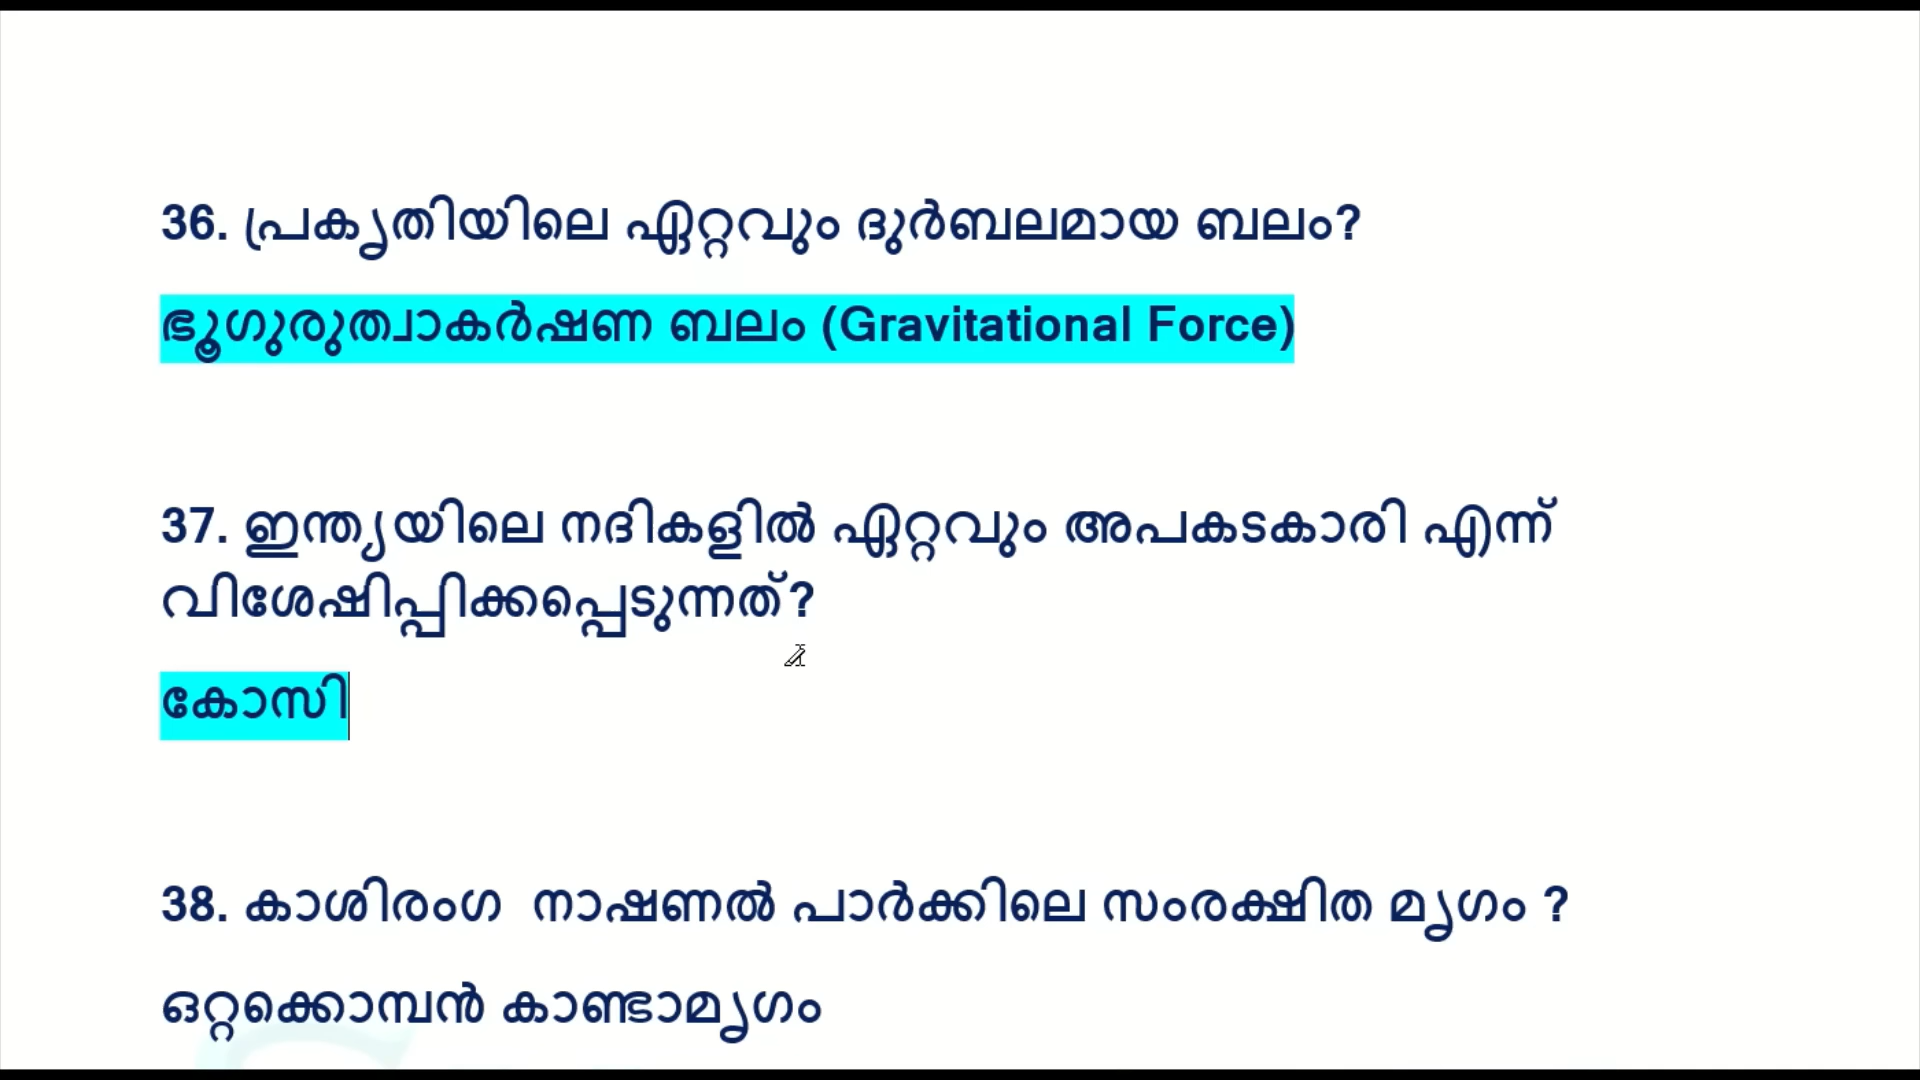 36. പ്രകൃതിയിലെ ഏറ്റവും ദുർബലമായ ബലം?
ഭൂഗുരുത്വാകർഷണ ബലം (Gravitational Force)
37. ഇന്ത്യയിലെ നദികളിൽ ഏറ്റവും അപകടകാരി എന്ന്
വിശേഷിപ്പിക്കപ്പെടുന്നത്?
കോസി
38. കാശിരംഗ നാഷണൽ പാർക്കിലെ സംരക്ഷിത മൃഗം ?
ഒറ്റക്കൊമ്പൻ കാണ്ടാമൃഗം